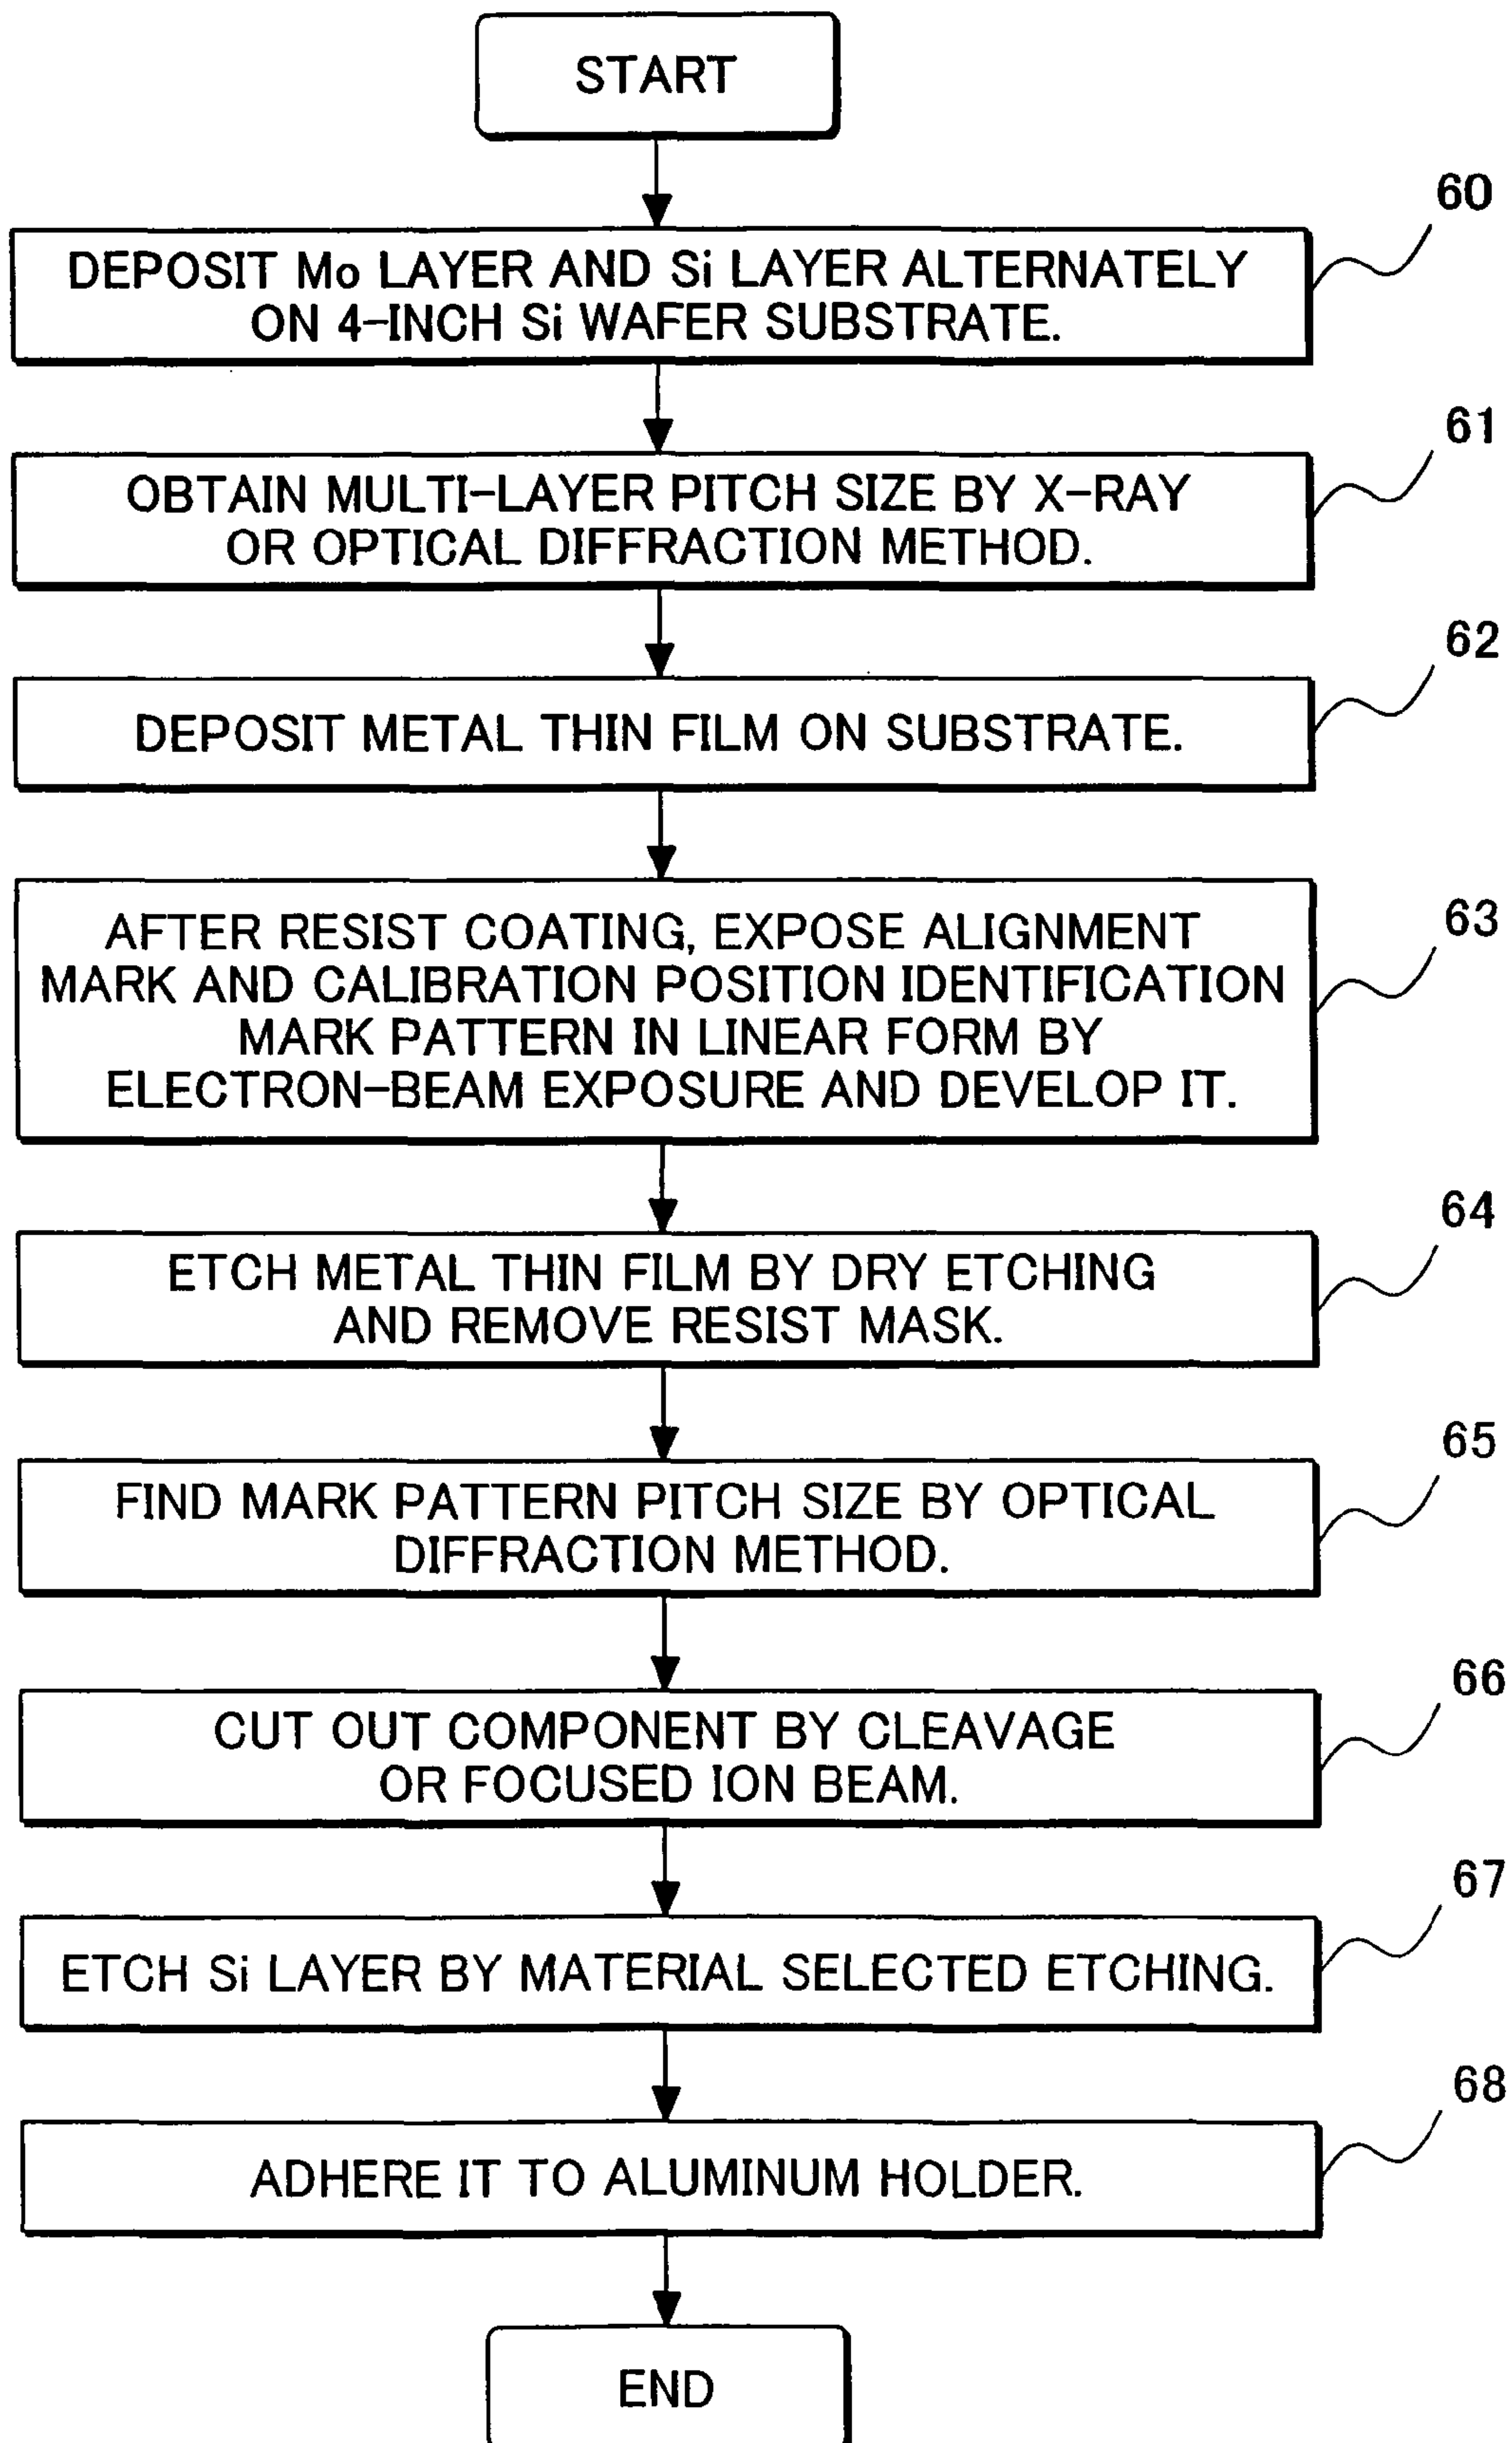 START
60
DEPOSIT Mo LAYER AND Si LAYER ALTERNATELY
ON 4-INCH Si WAFER SUBSTRATE.
61
OBTAIN MULTI-LAYER PITCH SIZE BY X-RAY
OR OPTICAL DIFFRACTION METHOD.
62
DEPOSIT METAL THIN FILM ON SUBSTRATE.
63
AFTER RESIST COATING, EXPOSE ALIGNMENT
MARK AND CALIBRATION POSITION IDENTIFICATION
MARK PATTERN IN LINEAR FORM BY
ELECTRON-BEAM EXPOSURE AND DEVELOP IT.
64
ETCH METAL THIN FILM BY DRY ETCHING
AND REMOVE RESIST MASK.
65
FIND MARK PATTERN PITCH SIZE BY OPTICAL
DIFFRACTION METHOD.
66
CUT OUT COMPONENT BY CLEAVAGE
OR FOCUSED ION BEAM.
67
ETCH Si LAYER BY MATERIAL SELECTED ETCHING.
68
ADHERE IT TO ALUMINUM HOLDER.
END